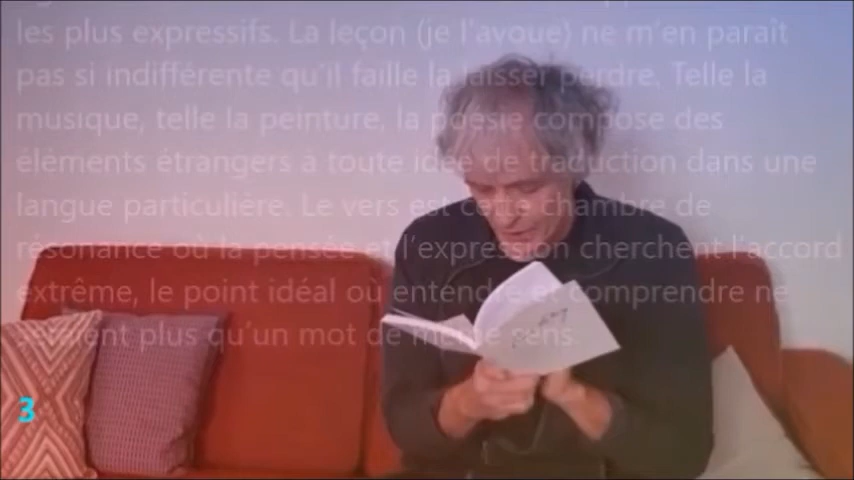 les plus expressifs. La leçon (je l'avoue) ne m'en paraît
pas si indifférente qu'il faille la laisser perdre. Telle la
musique, telle la peinture, la poésie compose des
éléments étrangers à toute idée de traduction dans une
langue particulière. Le vers est comme chambre de
résonance où la pensée et l'expression cherchent l'accord
extrême, le point idéal où entendre et comprendre ne
seraient plus qu'un mot de même sens.
3